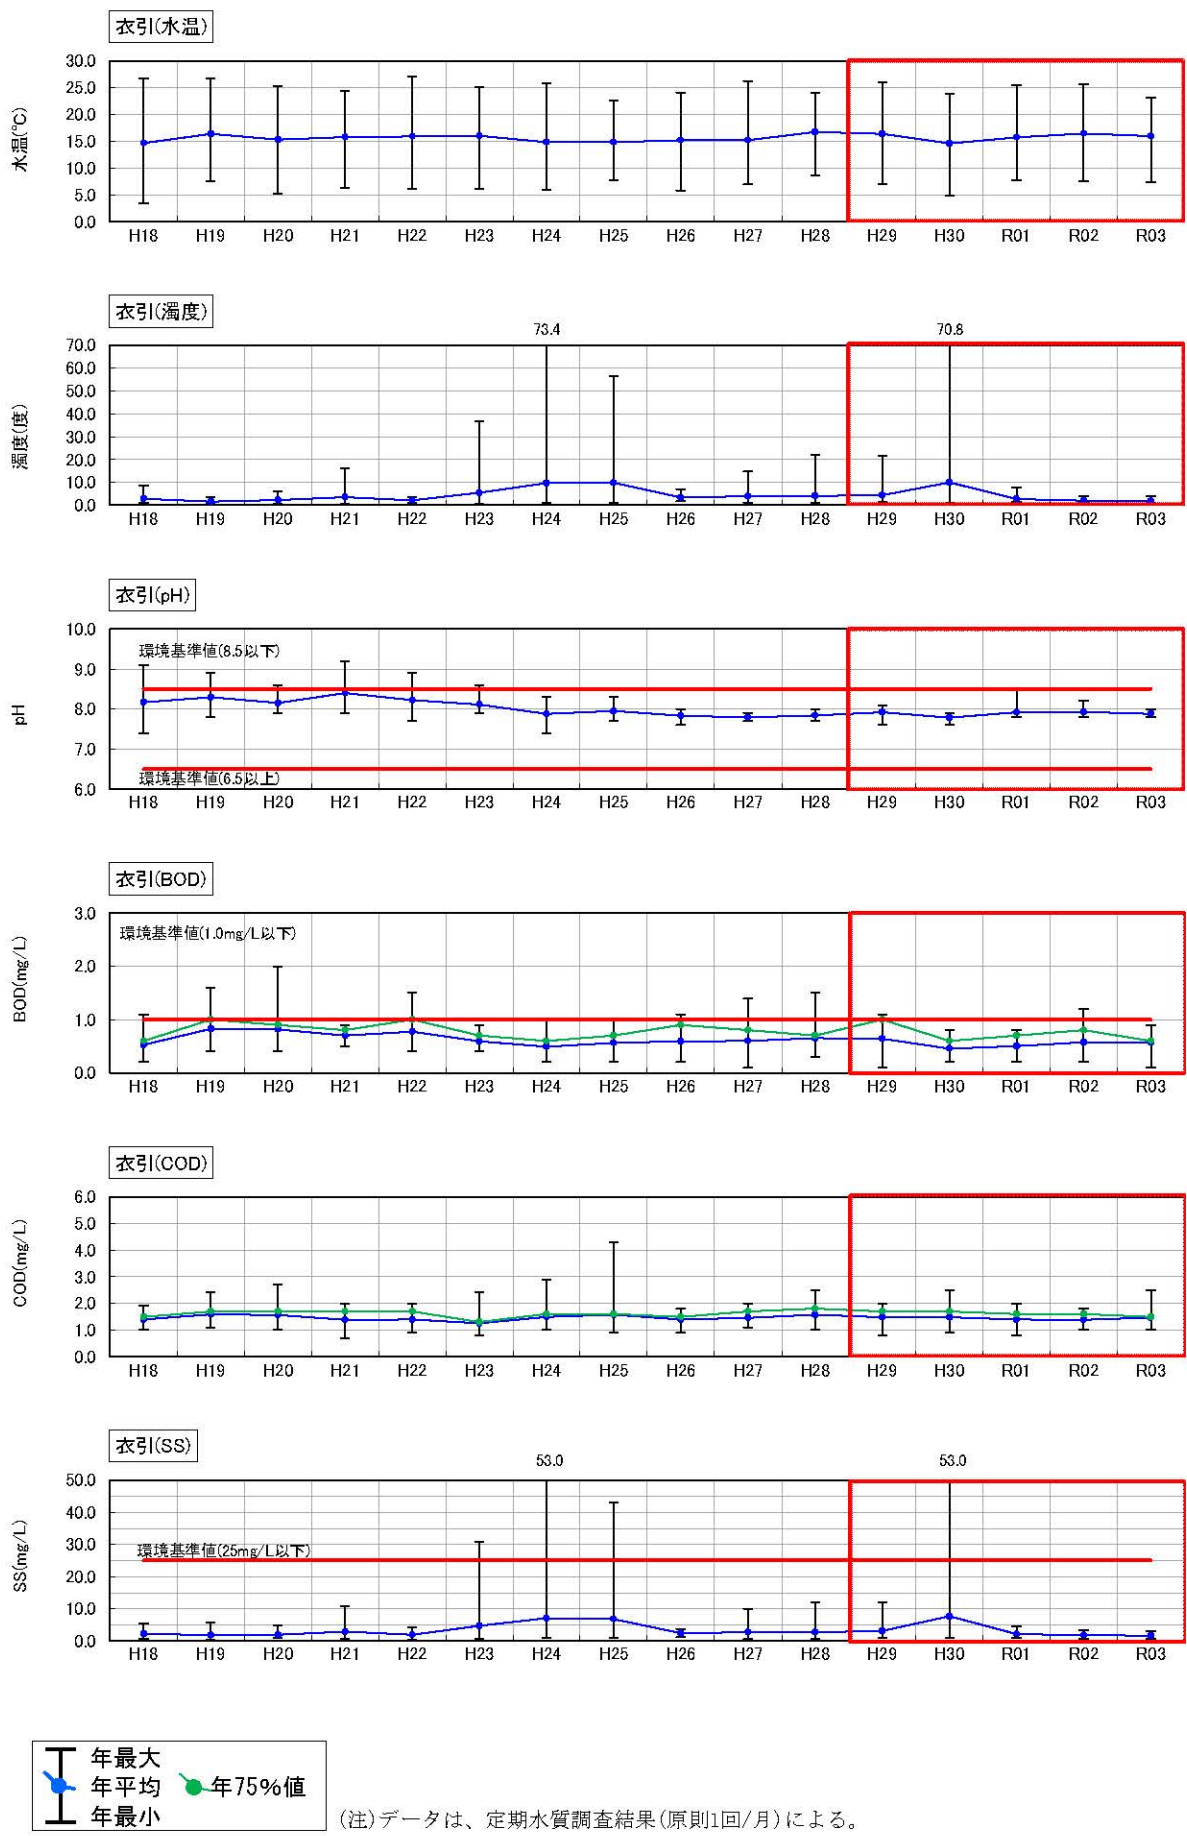 衣引(水温)
水温(℃)
30.0
25.0
20.0
15.0
10.0
5.0
0.0
H18 H19 H20 H21 H22 H23 H24 H25 H26 H27 H28 H29 H30 R01 R02 R03
衣引(濁度)
73.4 70.8
濁度(度)
70.0
60.0
50.0
40.0
30.0
20.0
10.0
0.0
H18 H19 H20 H21 H22 H23 H24 H25 H26 H27 H28 H29 H30 R01 R02 R03
衣引(pH)
pH
10.0
環境基準値(8.5以下)
9.0
8.0
7.0
環境基準値(6.5以上)
6.0
H18 H19 H20 H21 H22 H23 H24 H25 H26 H27 H28 H29 H30 R01 R02 R03
衣引(BOD)
BOD(mg/L)
3.0
環境基準値(1.0mg/L以下)
2.0
1.0
0.0
H18 H19 H20 H21 H22 H23 H24 H25 H26 H27 H28 H29 H30 R01 R02 R03
衣引(COD)
COD(mg/L)
6.0
5.0
4.0
3.0
2.0
1.0
0.0
H18 H19 H20 H21 H22 H23 H24 H25 H26 H27 H28 H29 H30 R01 R02 R03
衣引(SS)
53.0 53.0
SS(mg/L)
50.0
40.0
30.0
環境基準値(25mg/L以下)
20.0
10.0
0.0
H18 H19 H20 H21 H22 H23 H24 H25 H26 H27 H28 H29 H30 R01 R02 R03
年最大
年平均 年75%値
年最小
(注)データは、定期水質調査結果(原則1回/月)による。